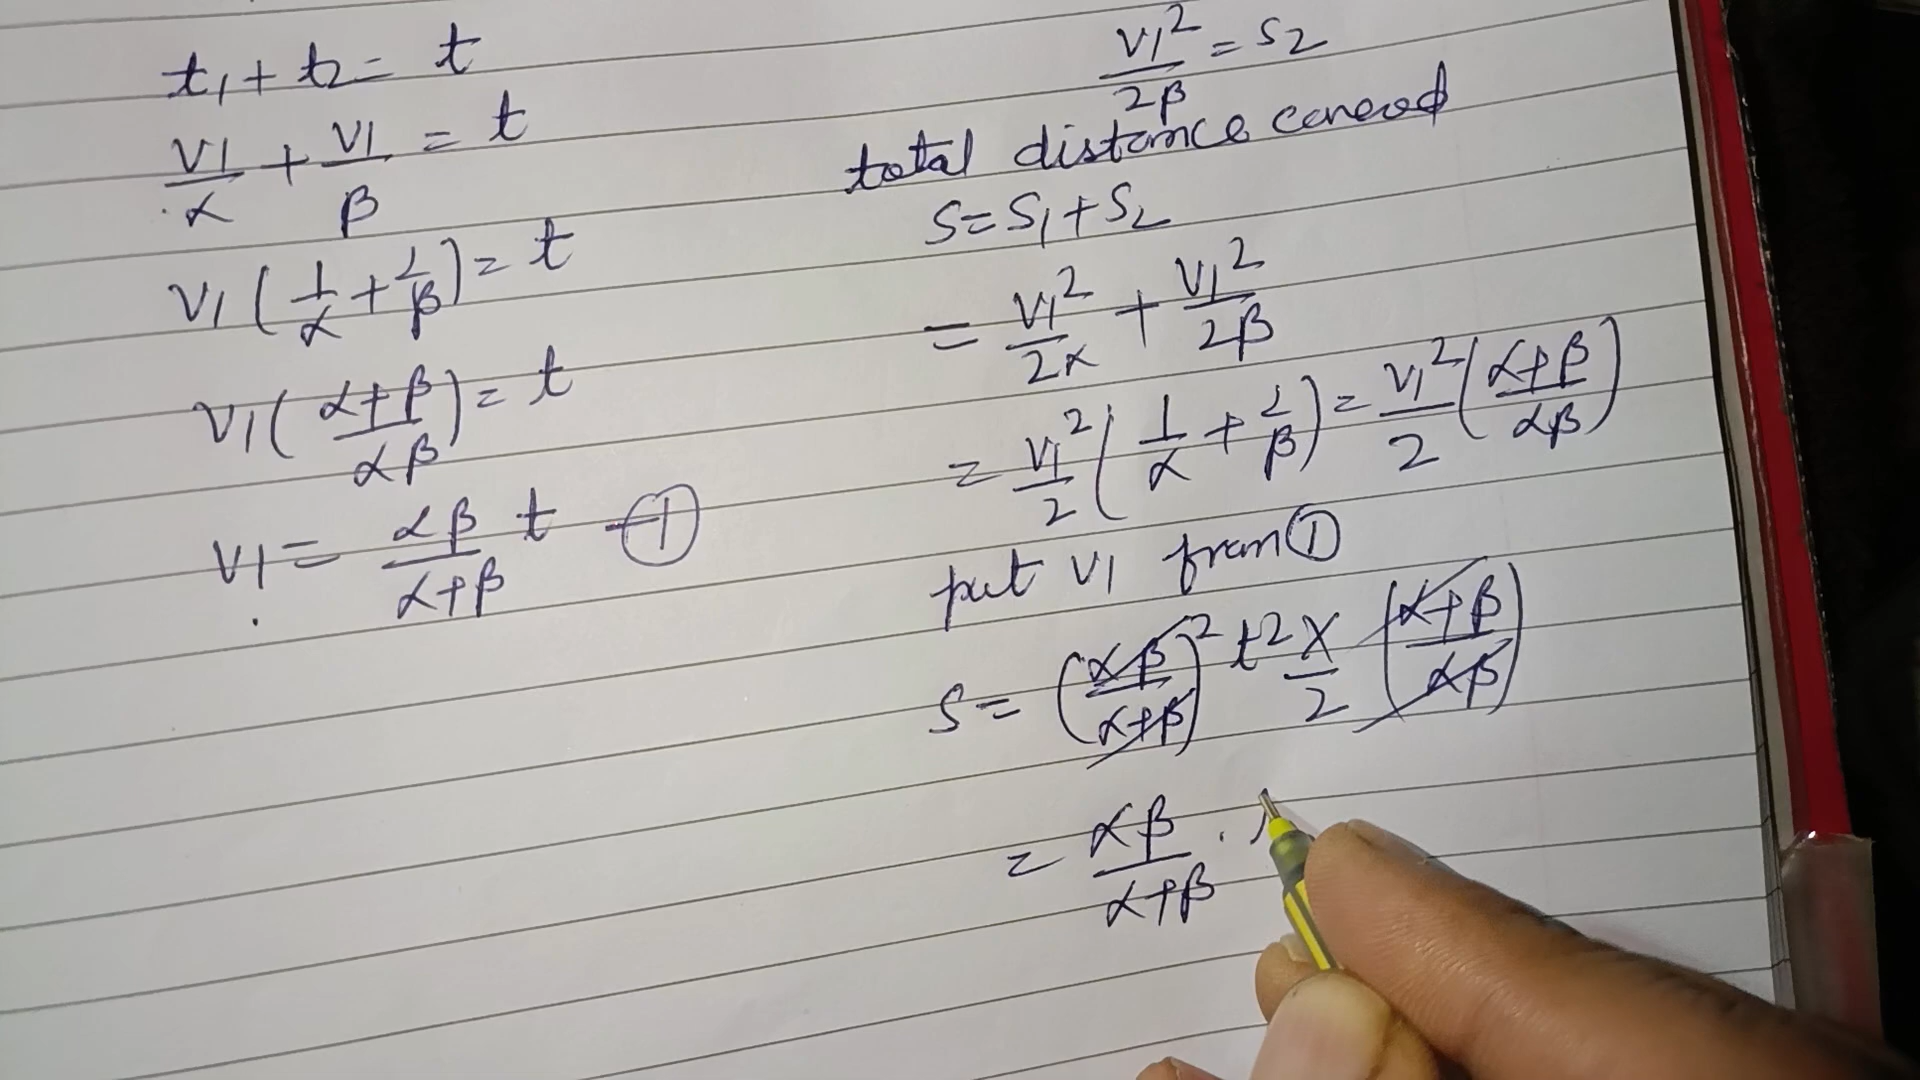 t1 + t2 = t
V1/α + V1/β = t
V1 (1/α + 1/β) = t
V1 (α+β/αβ) = t
V1 = αβ/α+β t — ①
V1²/2β = S2
total distance covered
S = S1 + S2
= V1²/2α + V1²/2β
= V1²/2 (1/α + 1/β) = V1²/2 (α+β/αβ)
put V1 from ①
S = (αβ/α+β)² t² x/2 (α+β/αβ)
= αβ/α+β .